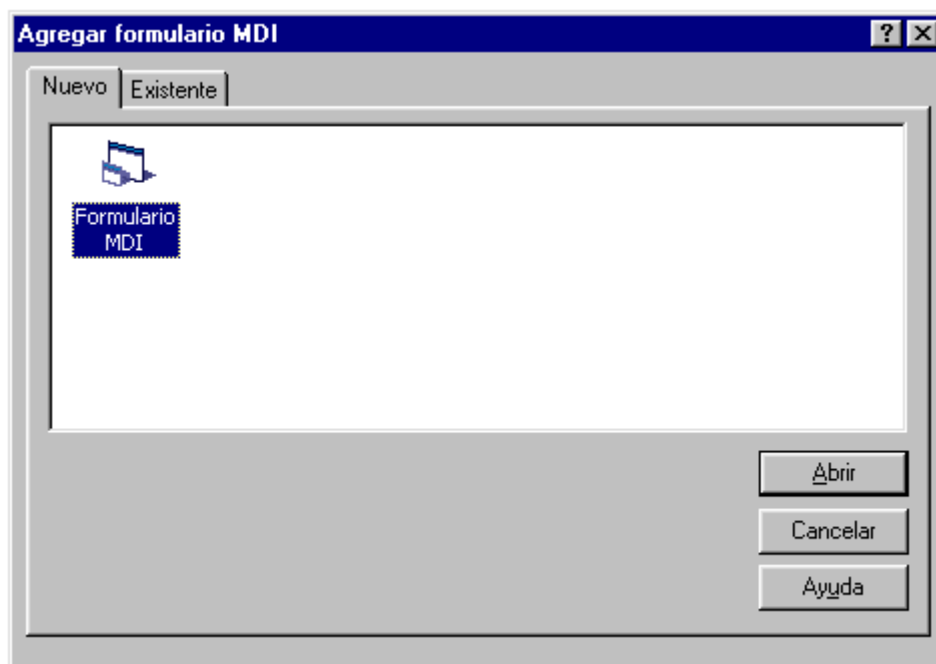 Agregar formulario MDI
Nuevo
Existente
Formulario
MDI
Abrir
Cancelar
Ayuda